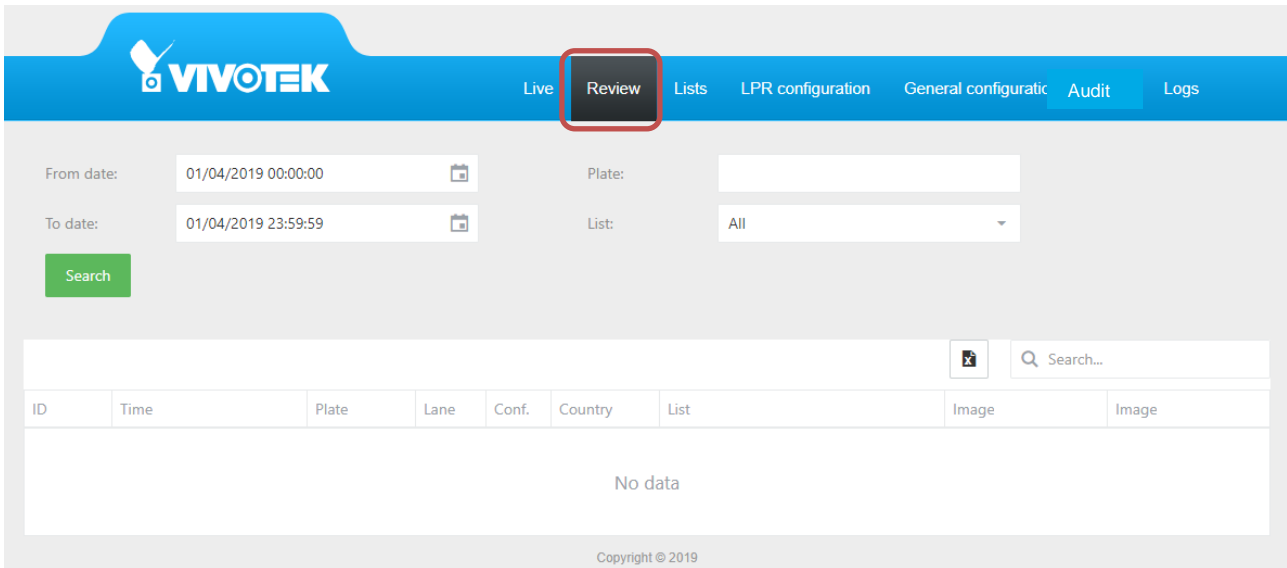 VIVOTEK
Live Review Lists LPR configuration General configuratic Audit Logs
From date: 01/04/2019 00:00:00 Plate:
To date: 01/04/2019 23:59:59 List: All
Search
Search...
ID Time Plate Lane Conf. Country List Image Image
No data
Copyright © 2019